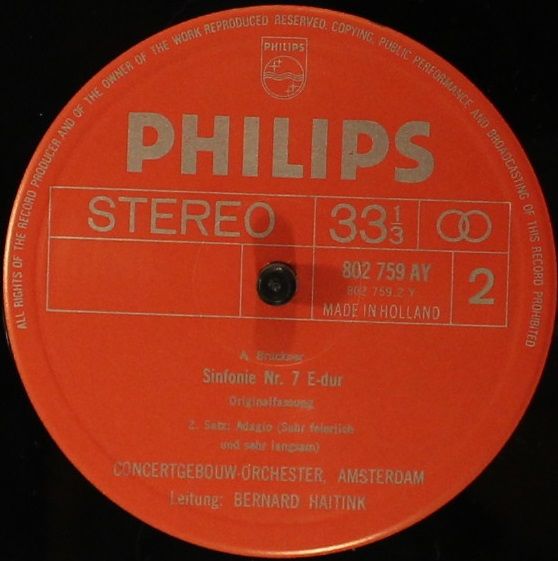 ALL RIGHTS OF THE RECORD PRODUCER AND OF THE OWNER OF THE WORK REPRODUCED RESERVED. COPYING, PUBLIC PERFORMANCE AND BROADCASTING OF THIS RECORD PROHIBITED
PHILIPS
PHILIPS
STEREO 33 1/3
802 759 AY 2
802 759.2 Y
MADE IN HOLLAND
A. Bruckner
Sinfonie Nr. 7 E-dur
Originalfassung
2. Satz: Adagio (Sehr feierlich
und sehr langsam)
CONCERTGEBOUW-ORCHESTER, AMSTERDAM
Leitung: BERNARD HAITINK